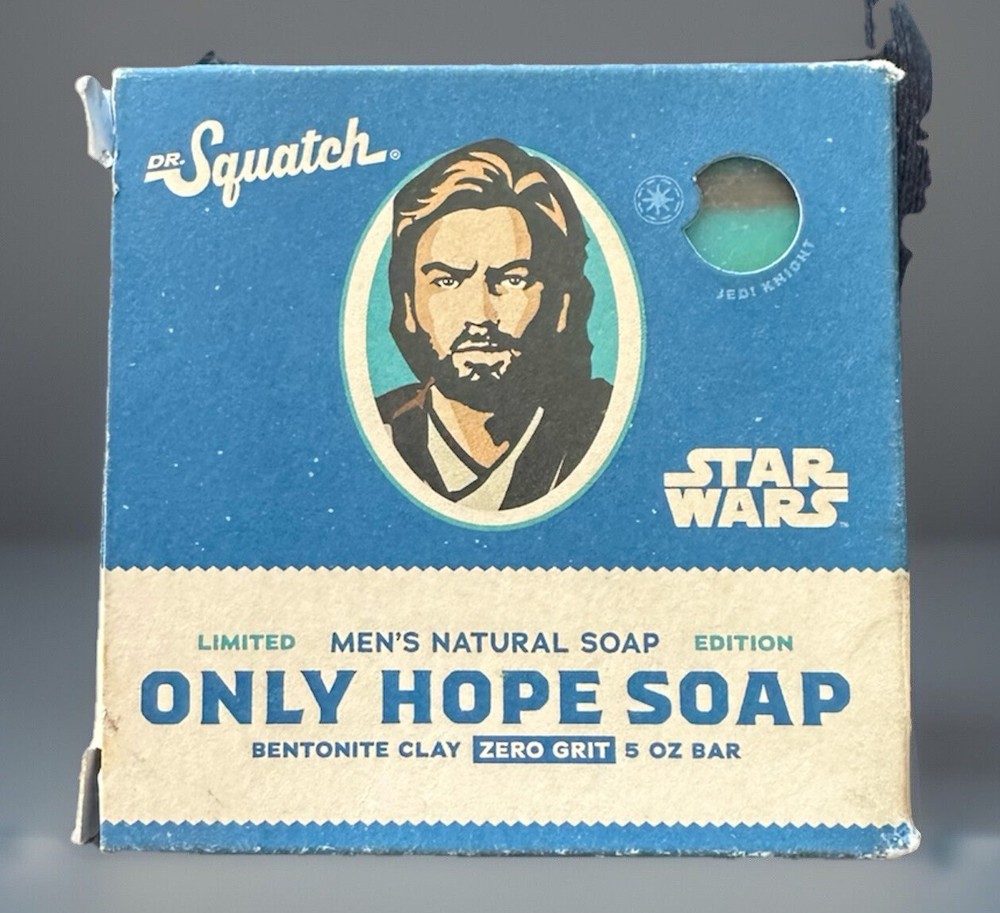 DR. Squatch®
JEDI KNIGHT
STAR
WARS
LIMITED MEN'S NATURAL SOAP EDITION
ONLY HOPE SOAP
BENTONITE CLAY ZERO GRIT 5 OZ BAR